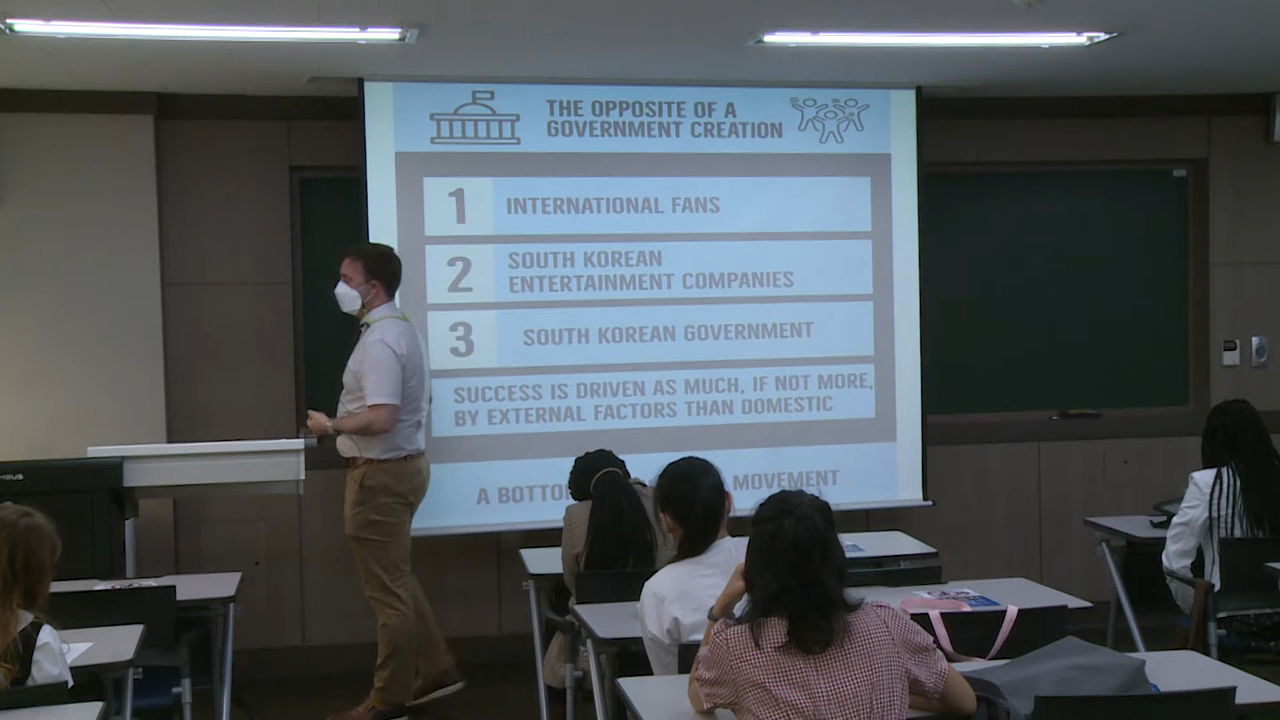 THE OPPOSITE OF A
GOVERNMENT CREATION
1 INTERNATIONAL FANS
2 SOUTH KOREAN
ENTERTAINMENT COMPANIES
3 SOUTH KOREAN GOVERNMENT
SUCCESS IS DRIVEN AS MUCH, IF NOT MORE,
BY EXTERNAL FACTORS THAN DOMESTIC
A MOVEMENT